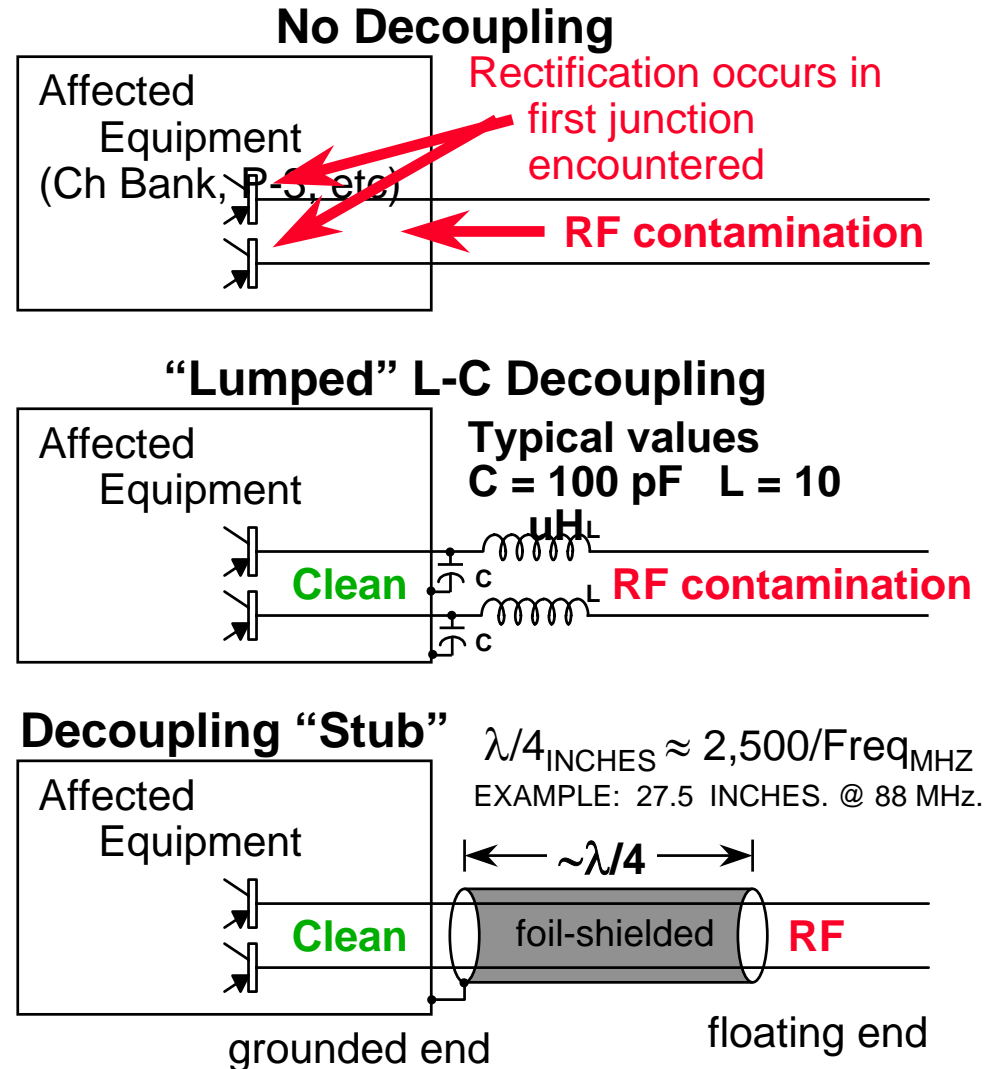 No Decoupling
Affected
Equipment
(Ch Bank, P-S, etc)
Rectification occurs in
first junction
encountered
RF contamination
“Lumped” L-C Decoupling
Affected
Equipment
Typical values
C = 100 pF L = 10
uH
L
Clean
C
L
RF contamination
C
Decoupling “Stub”
λ/4INCHES ≈ 2,500/FreqMHZ
EXAMPLE: 27.5 INCHES. @ 88 MHz.
Affected
Equipment
~λ/4
Clean
foil-shielded
RF
grounded end
floating end